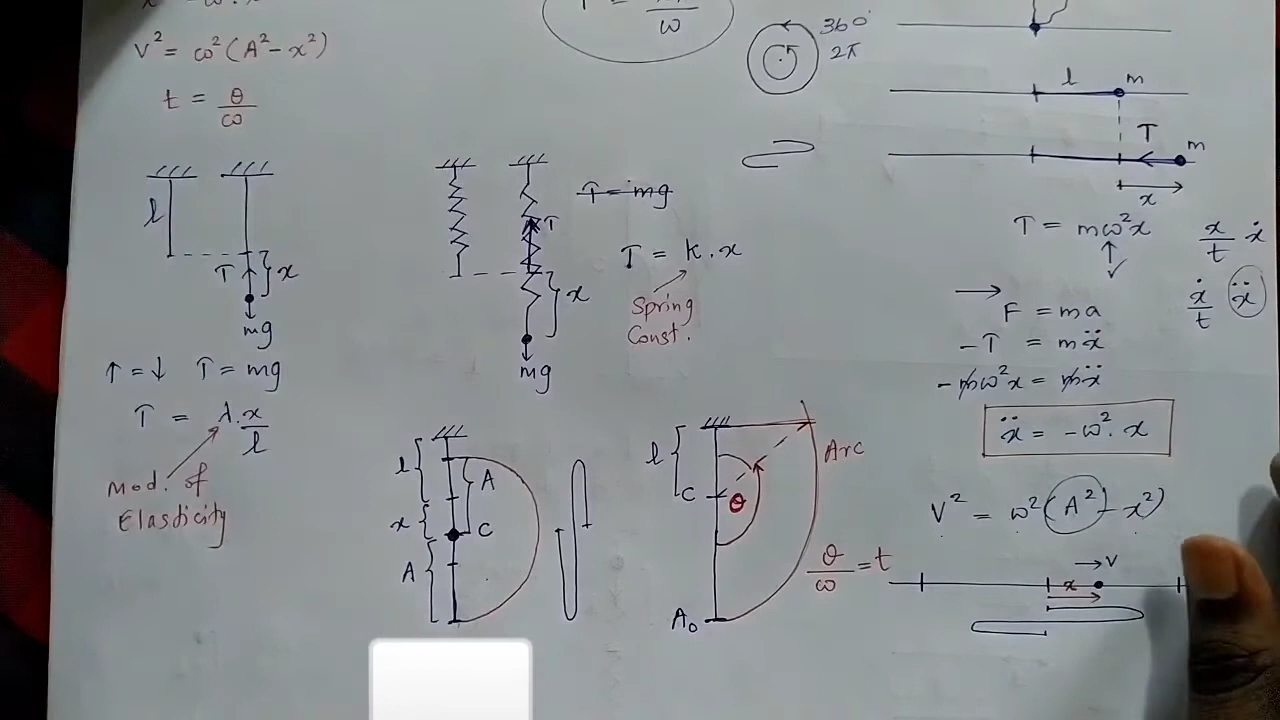 V² = ω²(A² - x²)
t = θ/ω
l
T
x
mg
↑ = ↓ T = mg
T = λ.x/l
Mod. of
Elasticity
T = mg
T
T = k.x
Spring
Const.
x
mg
l
A
x
C
A
ω
360°
2π
l
C
θ
Arc
θ/ω = t
A₀
l
m
T
m
x
T = mω²x
x/t ẋ
ẋ/t ẍ
F = ma
-T = mẍ
-mω²x = mẍ
ẍ = -ω².x
V² = ω²(A² - x²)
V
x